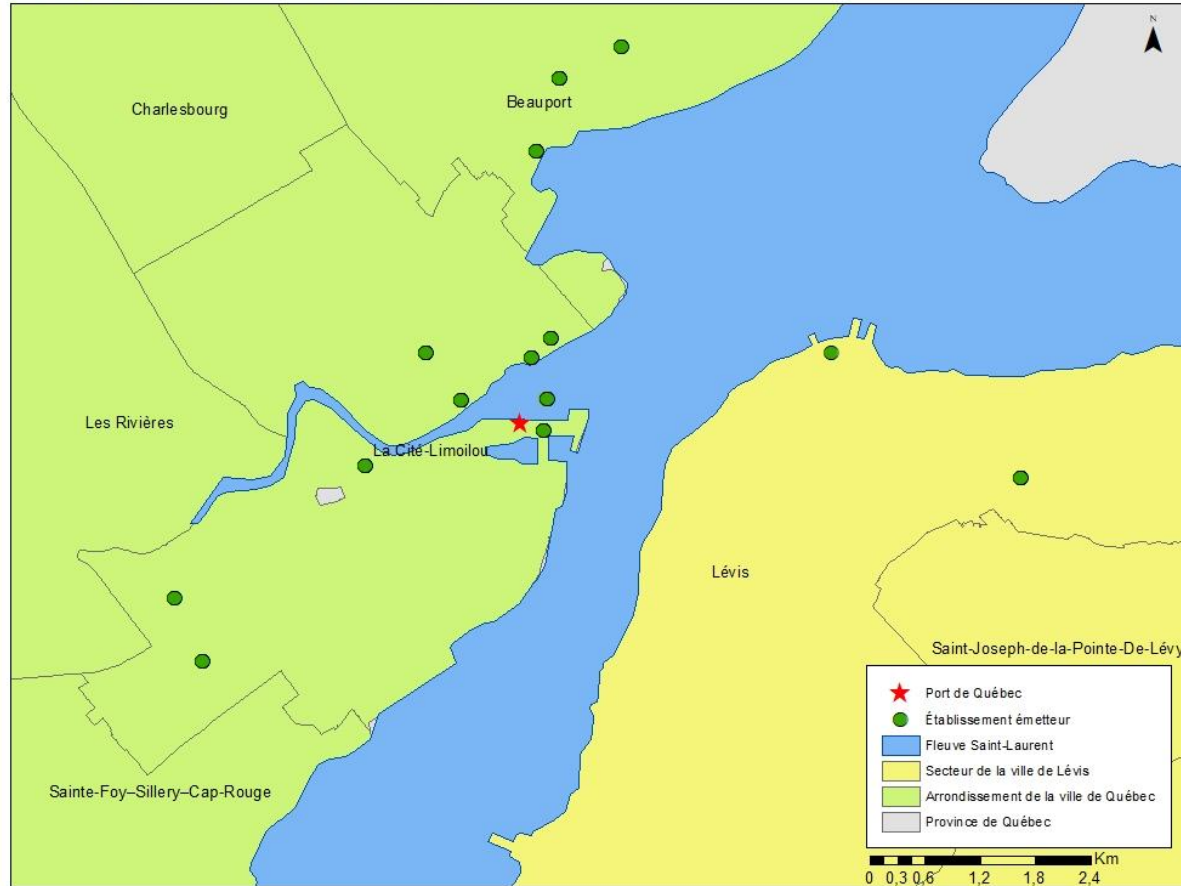 N
Charlesbourg
Beauport
Les Rivières
La Cité-Limoilou
Lévis
Saint-Joseph-de-la-Pointe-De-Lévy
Sainte-Foy–Sillery–Cap-Rouge
Port de Québec
Établissement émetteur
Fleuve Saint-Laurent
Secteur de la ville de Lévis
Arrondissement de la ville de Québec
Province de Québec
Km
0 0,3 0,6 1,2 1,8 2,4